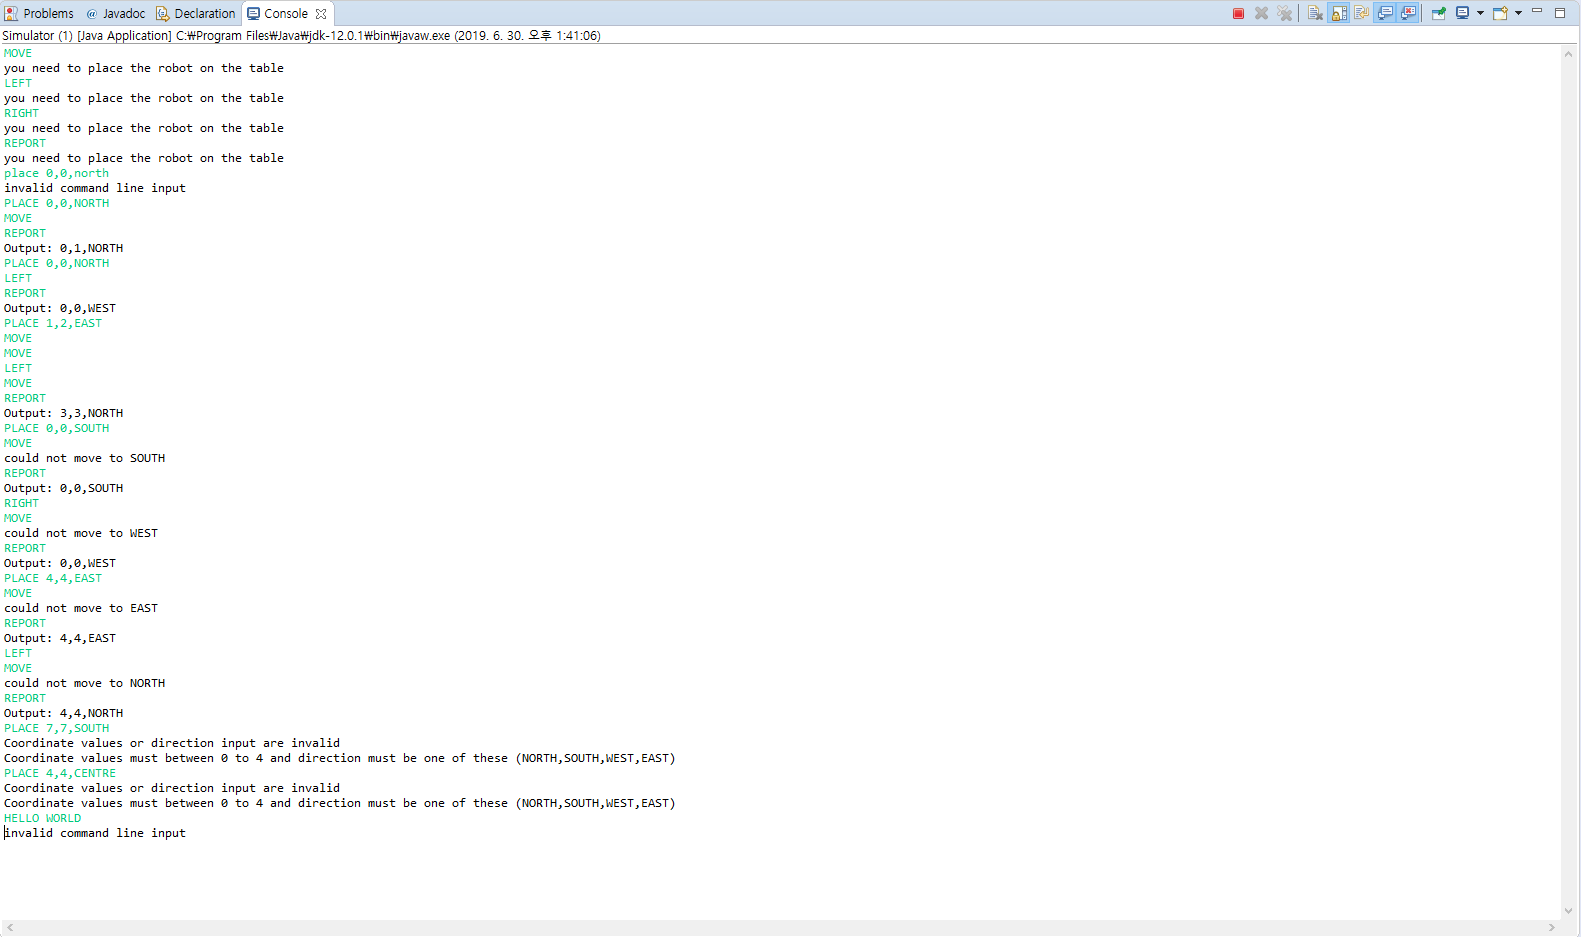 Problems @ Javadoc Declaration Console
Simulator (1) [Java Application] C:₩Program Files₩Java₩jdk-12.0.1₩bin₩javaw.exe (2019. 6. 30. 오후 1:41:06)
MOVE
you need to place the robot on the table
LEFT
you need to place the robot on the table
RIGHT
you need to place the robot on the table
REPORT
you need to place the robot on the table
place 0,0,north
invalid command line input
PLACE 0,0,NORTH
MOVE
REPORT
Output: 0,1,NORTH
PLACE 0,0,NORTH
LEFT
REPORT
Output: 0,0,WEST
PLACE 1,2,EAST
MOVE
MOVE
LEFT
MOVE
REPORT
Output: 3,3,NORTH
PLACE 0,0,SOUTH
MOVE
could not move to SOUTH
REPORT
Output: 0,0,SOUTH
RIGHT
MOVE
could not move to WEST
REPORT
Output: 0,0,WEST
PLACE 4,4,EAST
MOVE
could not move to EAST
REPORT
Output: 4,4,EAST
LEFT
MOVE
could not move to NORTH
REPORT
Output: 4,4,NORTH
PLACE 7,7,SOUTH
Coordinate values or direction input are invalid
Coordinate values must between 0 to 4 and direction must be one of these (NORTH,SOUTH,WEST,EAST)
PLACE 4,4,CENTRE
Coordinate values or direction input are invalid
Coordinate values must between 0 to 4 and direction must be one of these (NORTH,SOUTH,WEST,EAST)
HELLO WORLD
invalid command line input